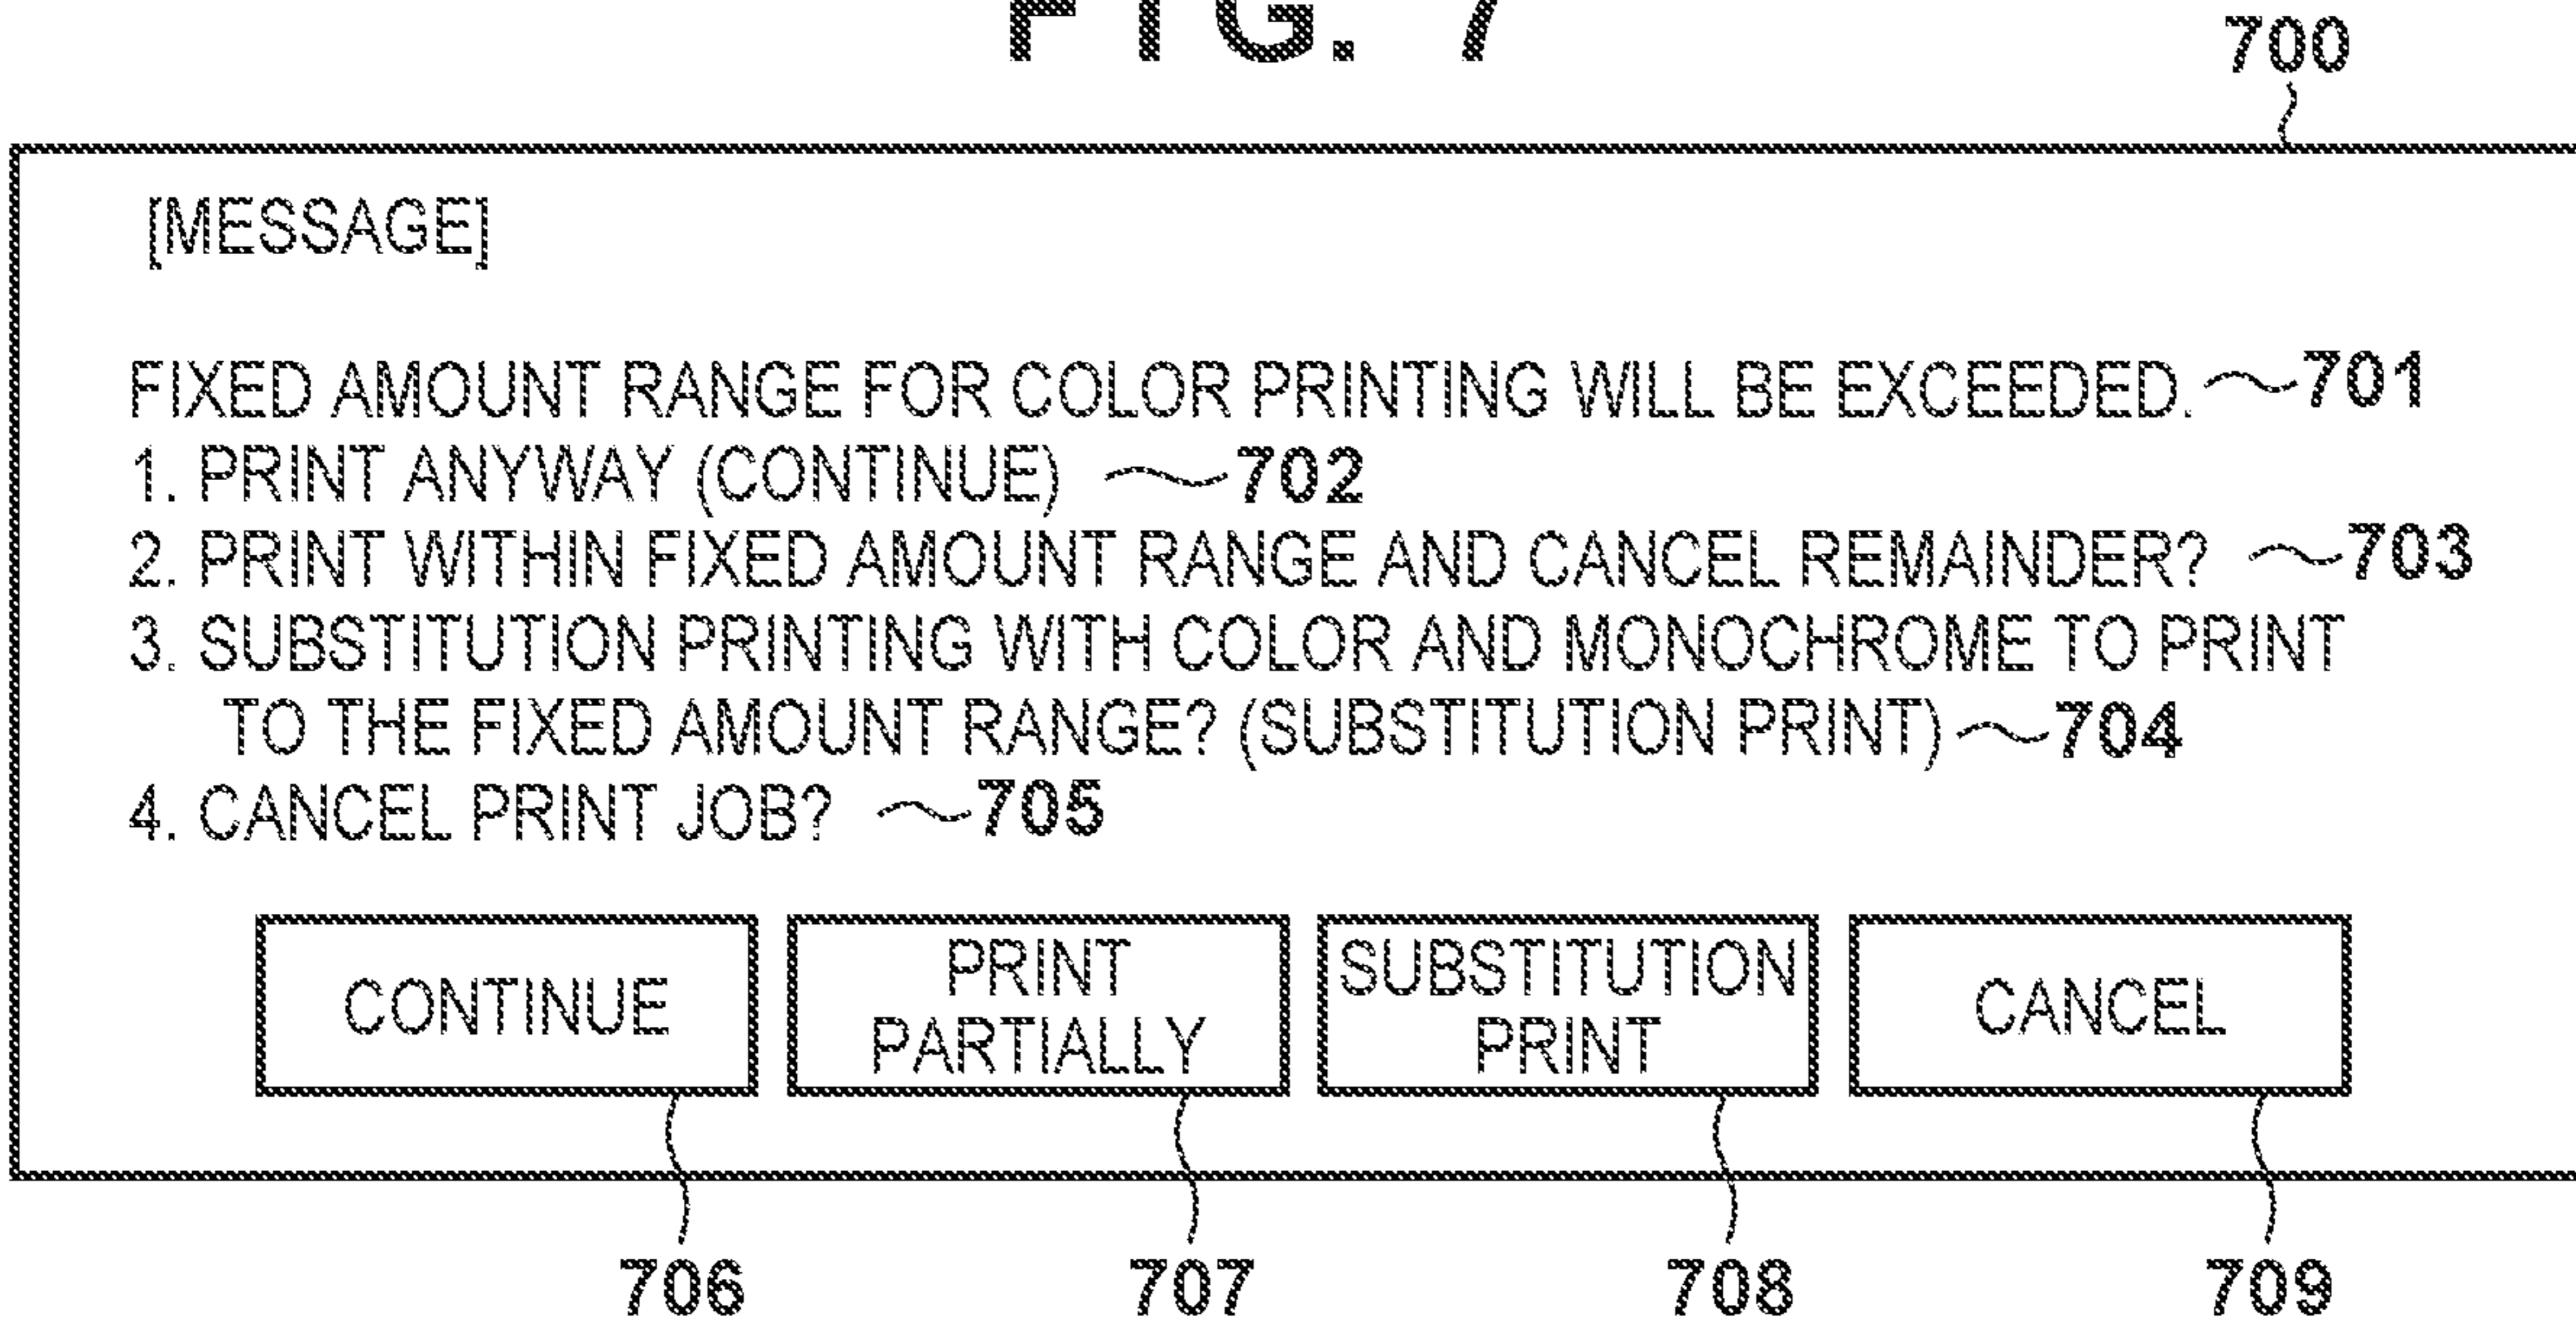 FIG. 7
700
[MESSAGE]
FIXED AMOUNT RANGE FOR COLOR PRINTING WILL BE EXCEEDED. 701
1. PRINT ANYWAY (CONTINUE) 702
2. PRINT WITHIN FIXED AMOUNT RANGE AND CANCEL REMAINDER? 703
3. SUBSTITUTION PRINTING WITH COLOR AND MONOCHROME TO PRINT
TO THE FIXED AMOUNT RANGE? (SUBSTITUTION PRINT) 704
4. CANCEL PRINT JOB? 705
CONTINUE
PRINT
PARTIALLY
SUBSTITUTION
PRINT
CANCEL
706 707 708 709